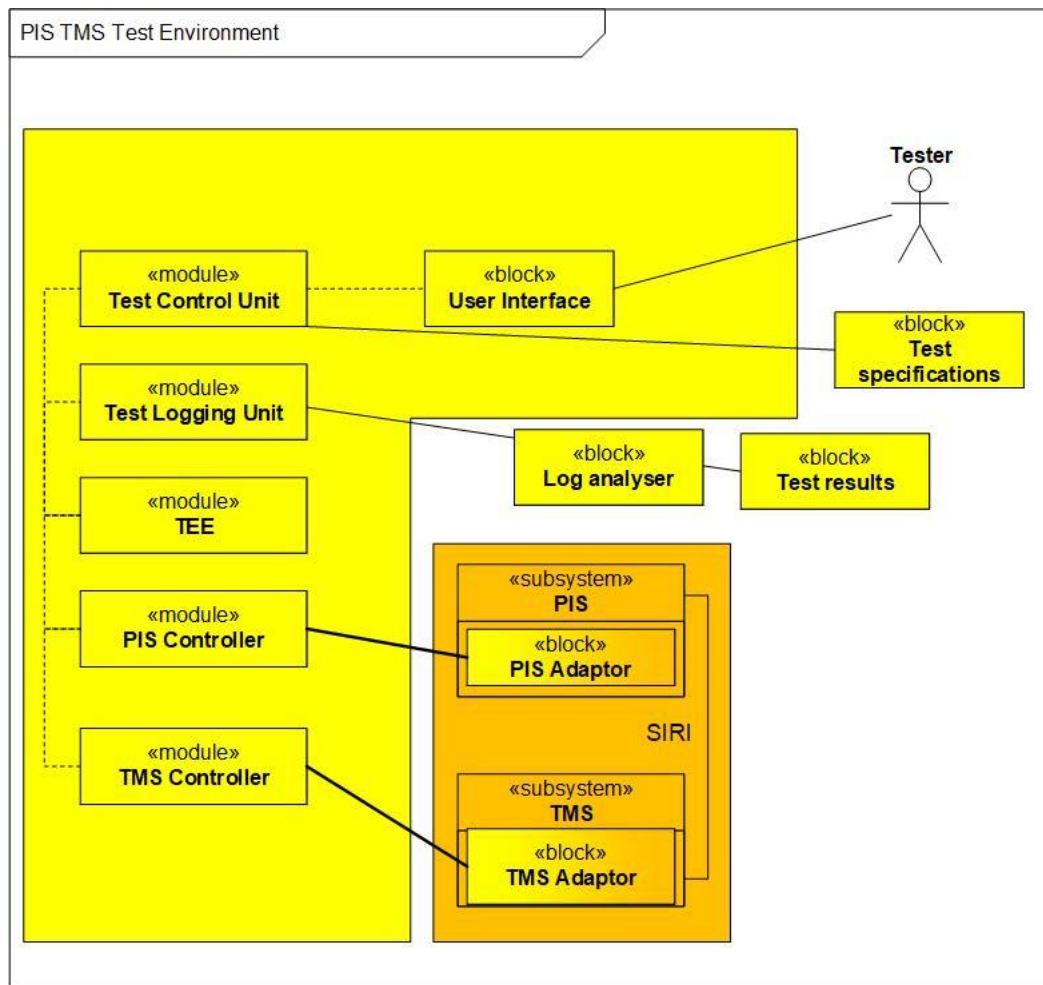 PIS TMS Test Environment
Tester
«module»
Test Control Unit
«block»
User Interface
«block»
Test
specifications
«module»
Test Logging Unit
«block»
Log analyser
«block»
Test results
«module»
TEE
«subsystem»
PIS
«module»
PIS Controller
«block»
PIS Adaptor
SIRI
«module»
TMS Controller
«subsystem»
TMS
«block»
TMS Adaptor